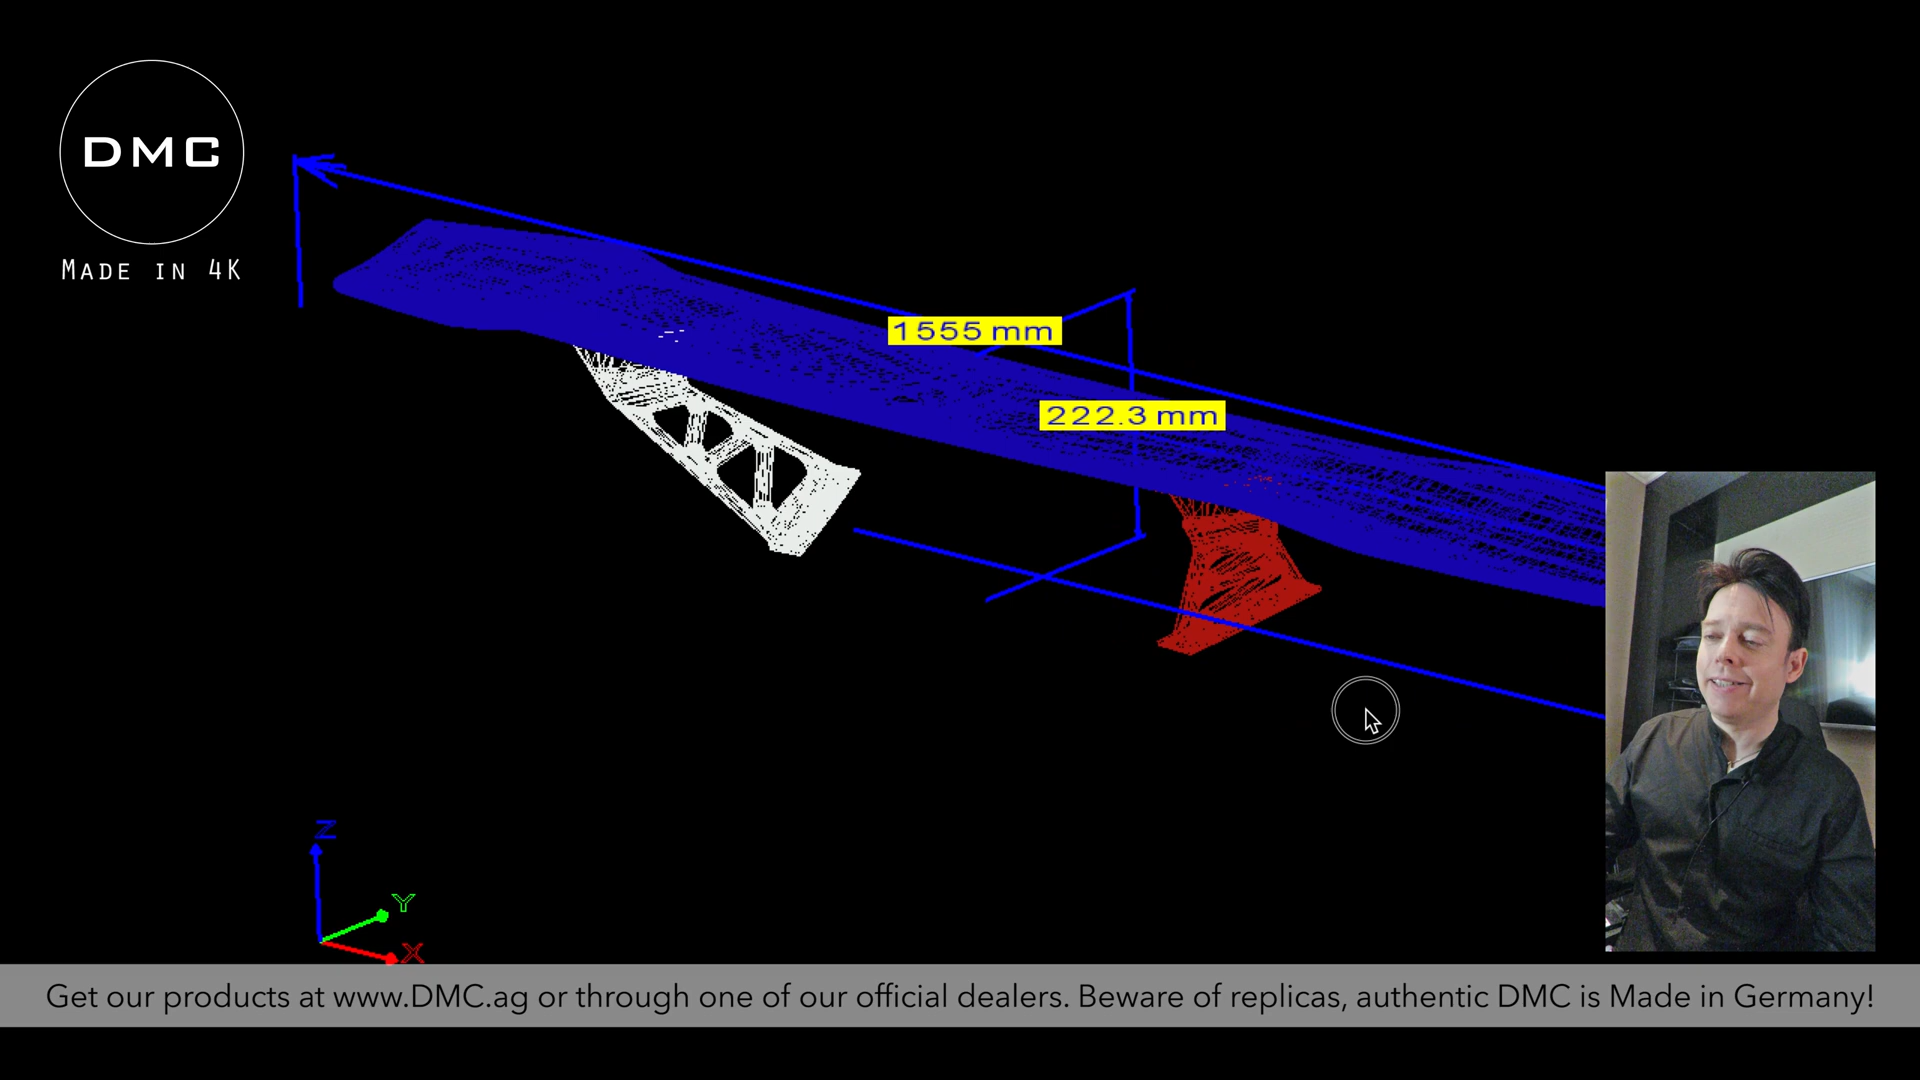 DMC
MADE IN 4K
1555 mm
222.3 mm
Z
Y
X
Get our products at www.DMC.ag or through one of our official dealers. Beware of replicas, authentic DMC is Made in Germany!